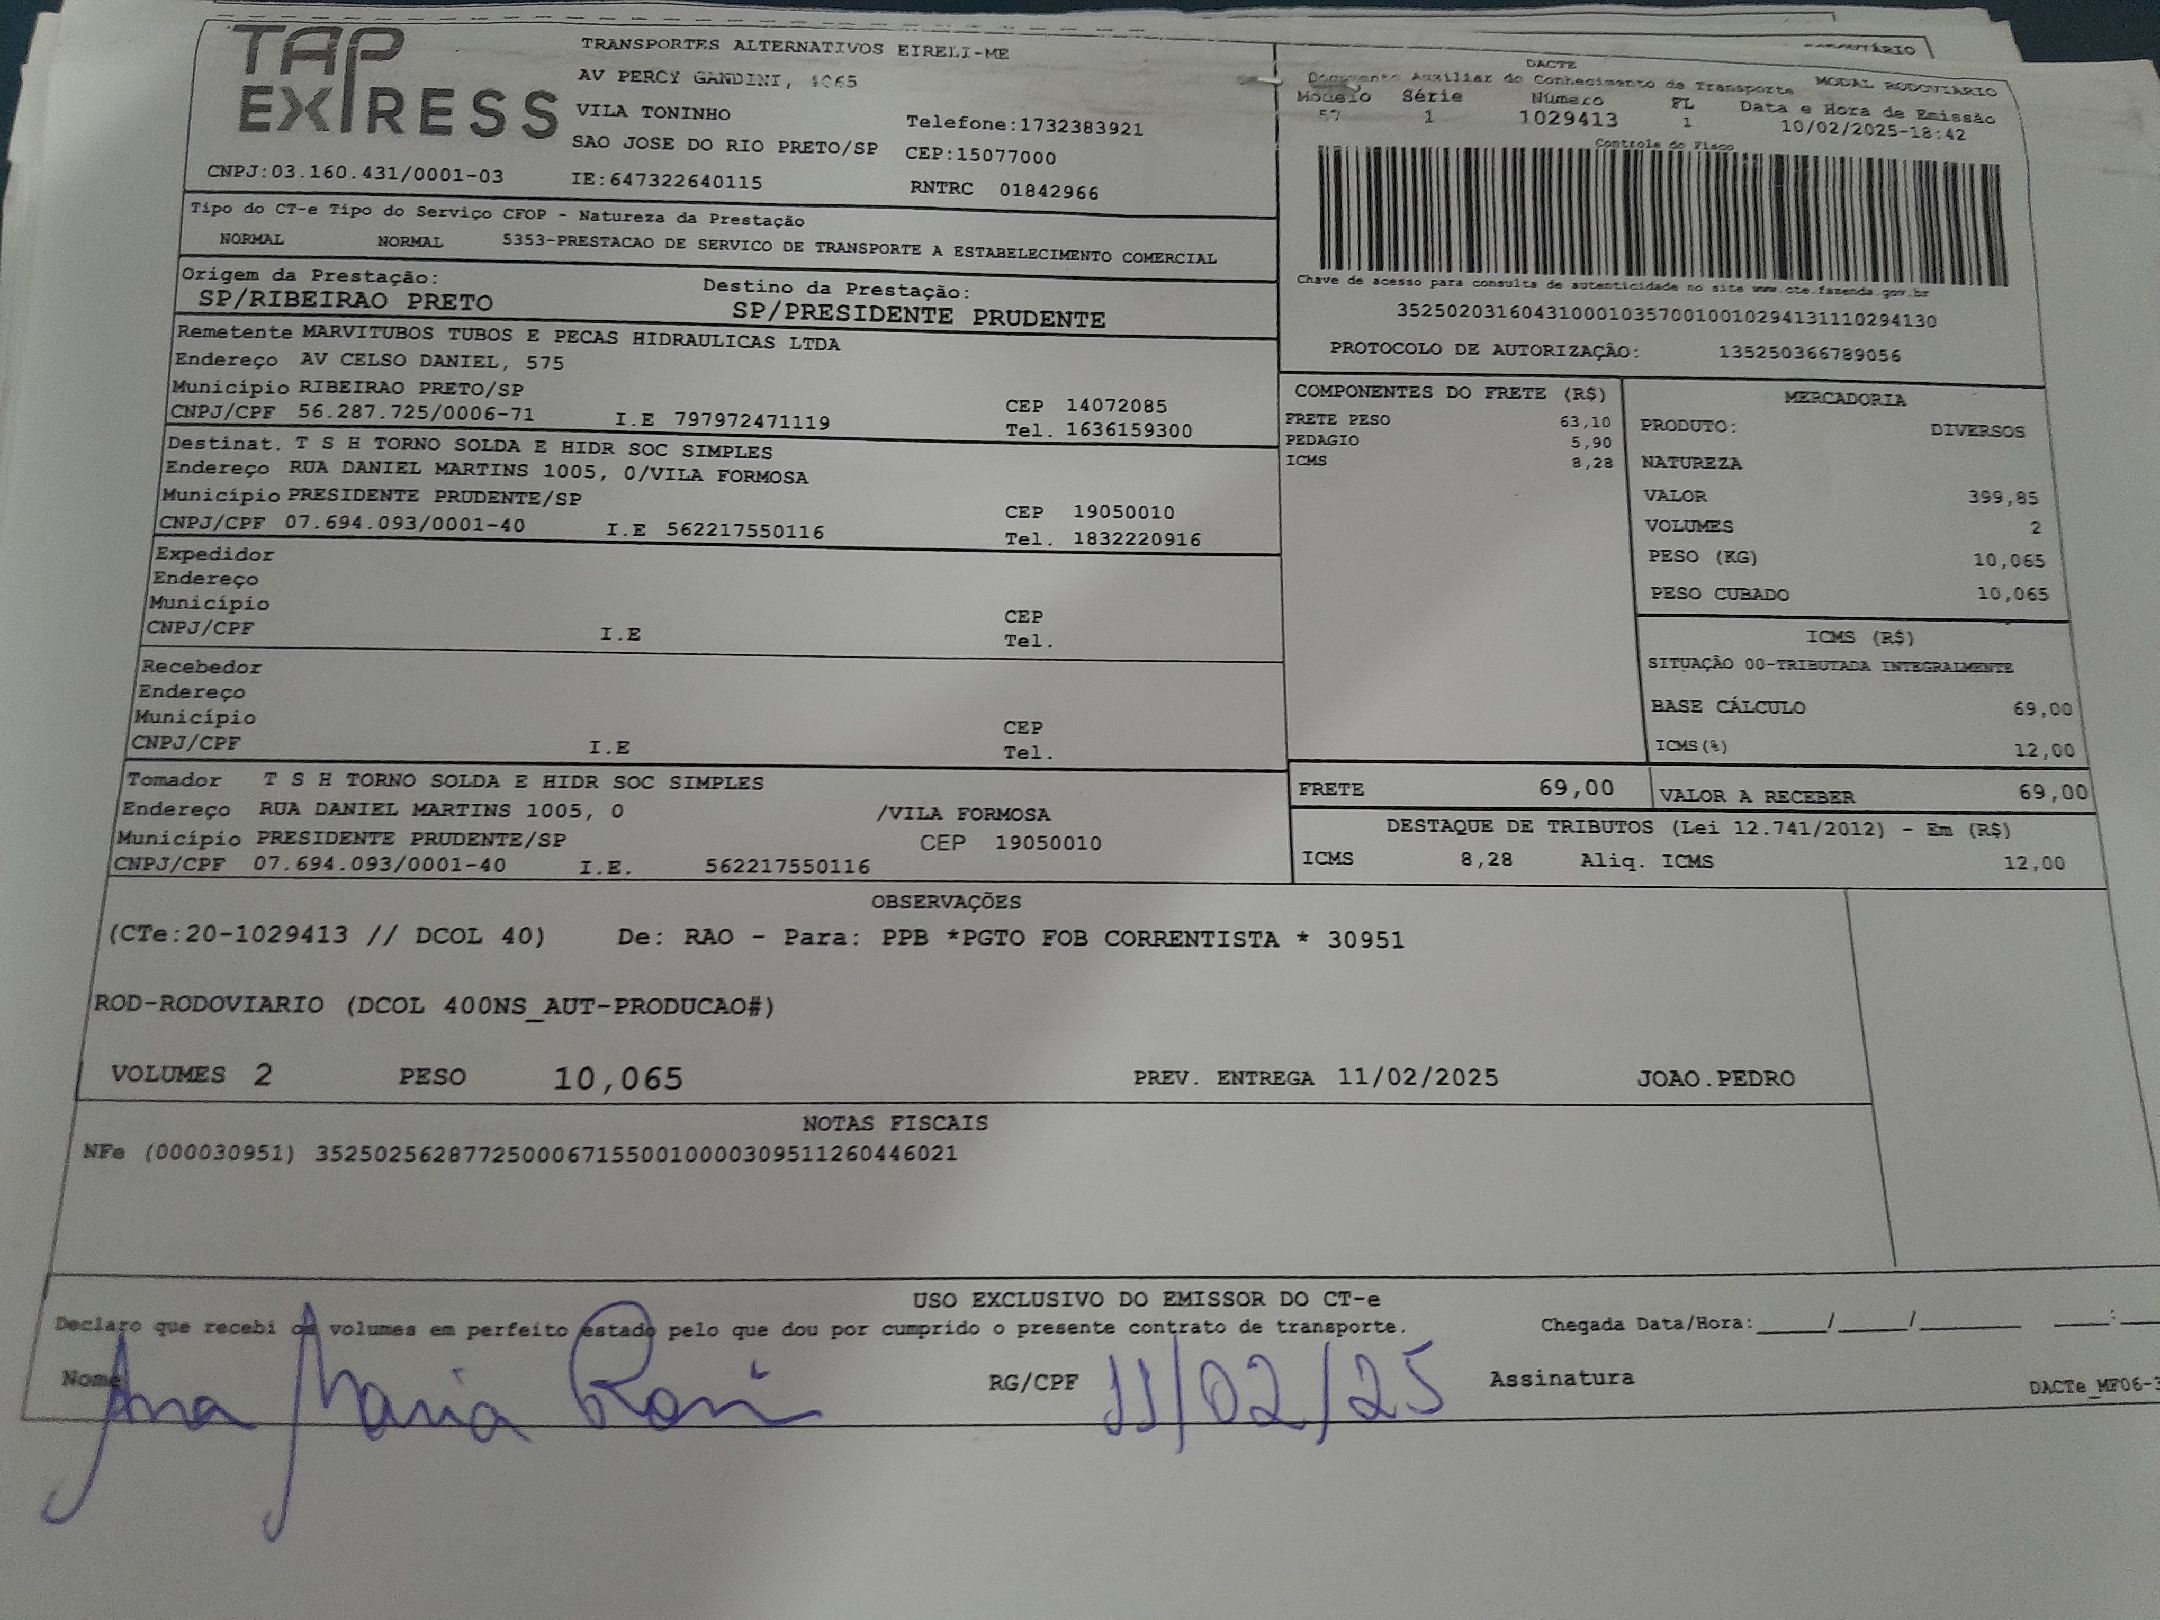 TAP EXPRESS
TRANSPORTES ALTERNATIVOS EIRELI-ME
AV PERCY GANDINI,
VILA TONINHO
Telefone:1732383921
SAO JOSE DO RIO PRETO/SP CEP:15077000
CNPJ:03.160.431/0001-03 IE:647322640115 RNTRC 01842966
DACTE
Documento Auxiliar do Conhecimento de Transporte MODAL RODOVIARIO
Modelo Série Número FL Data e Hora de Emissão
57 1 1029413 1 10/02/2025-18:42
Controle do Fisco
Chave de acesso para consulta de autenticidade no site www.cte.fazenda.gov.br
35250203160431000103570010010294131110294130
PROTOCOLO DE AUTORIZAÇÃO: 135250366789056
Tipo do CT-e Tipo do Serviço CFOP - Natureza da Prestação
NORMAL NORMAL 5353-PRESTACAO DE SERVICO DE TRANSPORTE A ESTABELECIMENTO COMERCIAL
Origem da Prestação: Destino da Prestação:
SP/RIBEIRAO PRETO SP/PRESIDENTE PRUDENTE
Remetente MARVITUBOS TUBOS E PECAS HIDRAULICAS LTDA
Endereço AV CELSO DANIEL, 575
Município RIBEIRAO PRETO/SP CEP 14072085
CNPJ/CPF 56.287.725/0006-71 I.E 797972471119 Tel. 1636159300
Destinat. T S H TORNO SOLDA E HIDR SOC SIMPLES
Endereço RUA DANIEL MARTINS 1005, 0/VILA FORMOSA
Município PRESIDENTE PRUDENTE/SP CEP 19050010
CNPJ/CPF 07.694.093/0001-40 I.E 562217550116 Tel. 1832220916
Expedidor
Endereço
Município CEP
CNPJ/CPF I.E Tel.
Recebedor
Endereço
Município CEP
CNPJ/CPF I.E Tel.
Tomador T S H TORNO SOLDA E HIDR SOC SIMPLES
Endereço RUA DANIEL MARTINS 1005, 0 /VILA FORMOSA
Município PRESIDENTE PRUDENTE/SP CEP 19050010
CNPJ/CPF 07.694.093/0001-40 I.E. 562217550116
COMPONENTES DO FRETE (R$)
FRETE PESO 63,10
PEDAGIO 5,90
ICMS 8,28
MERCADORIA
PRODUTO: DIVERSOS
NATUREZA
VALOR 399,85
VOLUMES 2
PESO (KG) 10,065
PESO CUBADO 10,065
ICMS (R$)
SITUAÇÃO 00-TRIBUTADA INTEGRALMENTE
BASE CÁLCULO 69,00
ICMS(%) 12,00
FRETE 69,00 VALOR A RECEBER 69,00
DESTAQUE DE TRIBUTOS (Lei 12.741/2012) - Em (R$)
ICMS 8,28 Aliq. ICMS 12,00
OBSERVAÇÕES
(CTe:20-1029413 // DCOL 40) De: RAO - Para: PPB *PGTO FOB CORRENTISTA * 30951
ROD-RODOVIARIO (DCOL 400NS_AUT-PRODUCAO#)
VOLUMES 2 PESO 10,065 PREV. ENTREGA 11/02/2025 JOAO.PEDRO
NOTAS FISCAIS
NFe (000030951) 35250256287725000671550010000309511260446021
USO EXCLUSIVO DO EMISSOR DO CT-e
Declaro que recebi os volumes em perfeito estado pelo que dou por cumprido o presente contrato de transporte. Chegada Data/Hora:____/____/______ ___:___
Nome Ana Maria RG/CPF 11/02/25 Assinatura
DACTe_MF06-3